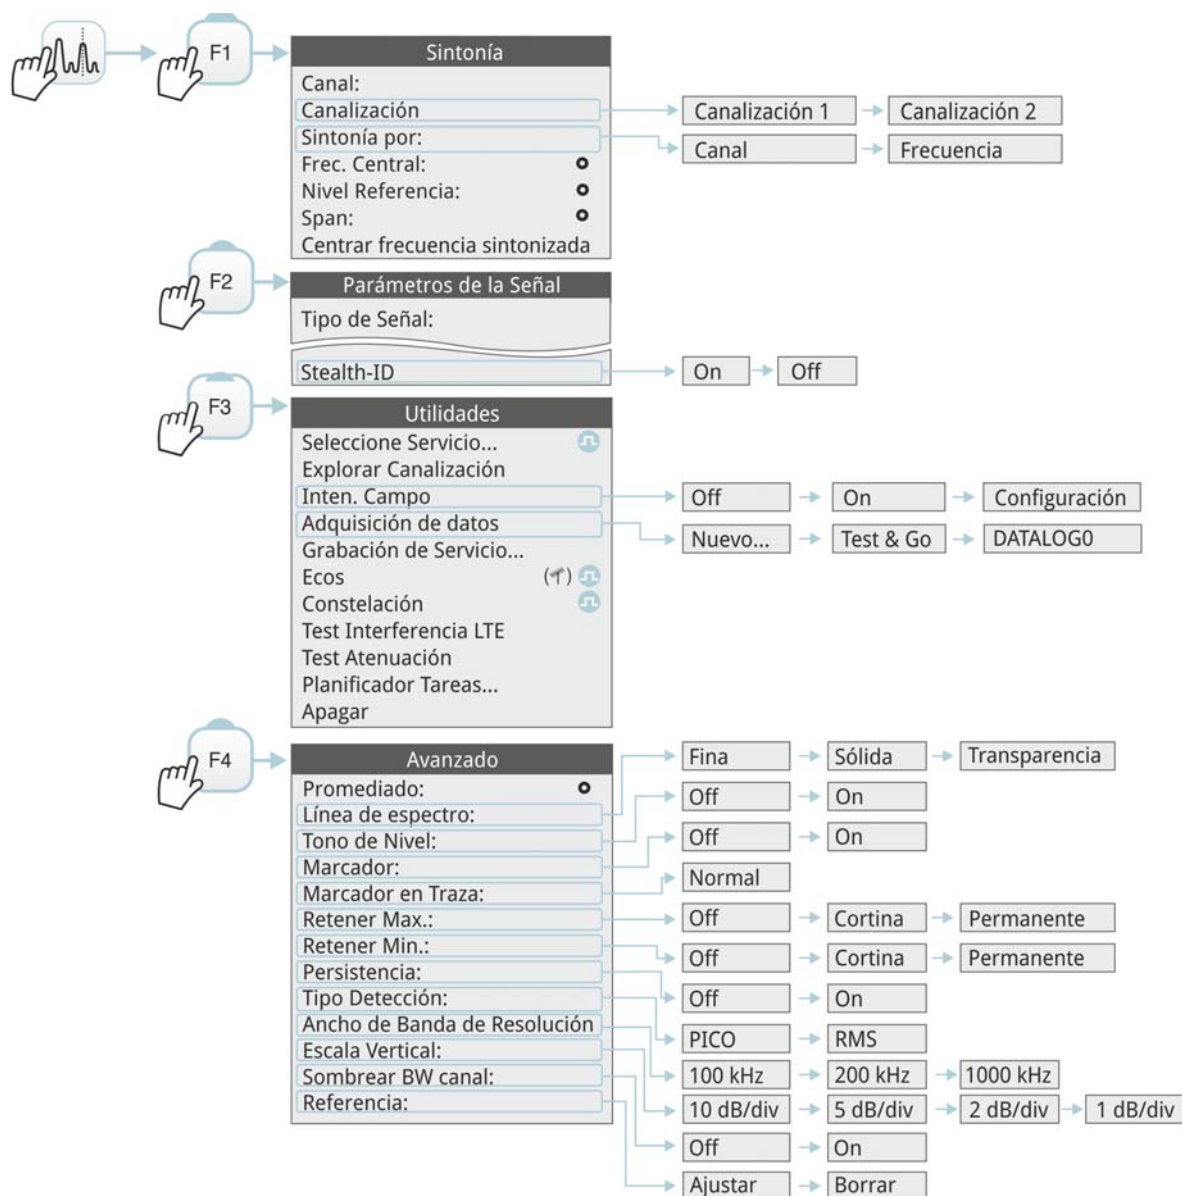 F1
Sintonía
Canal:
Canalización
Canalización 1
Canalización 2
Sintonía por:
Canal
Frecuencia
Frec. Central:
Nivel Referencia:
Span:
Centrar frecuencia sintonizada
F2
Parámetros de la Señal
Tipo de Señal:
Stealth-ID
On
Off
F3
Utilidades
Seleccione Servicio...
Explorar Canalización
Inten. Campo
Off
On
Configuración
Adquisición de datos
Nuevo...
Test & Go
DATALOG0
Grabación de Servicio...
Ecos
Constelación
Test Interferencia LTE
Test Atenuación
Planificador Tareas...
Apagar
F4
Avanzado
Promediado:
Línea de espectro:
Fina
Sólida
Transparencia
Tono de Nivel:
Off
On
Marcador:
Off
On
Marcador en Traza:
Normal
Retener Max.:
Off
Cortina
Permanente
Retener Min.:
Off
Cortina
Permanente
Persistencia:
Off
On
Tipo Detección:
PICO
RMS
Ancho de Banda de Resolución
100 kHz
200 kHz
1000 kHz
Escala Vertical:
10 dB/div
5 dB/div
2 dB/div
1 dB/div
Sombrear BW canal:
Off
On
Referencia:
Ajustar
Borrar